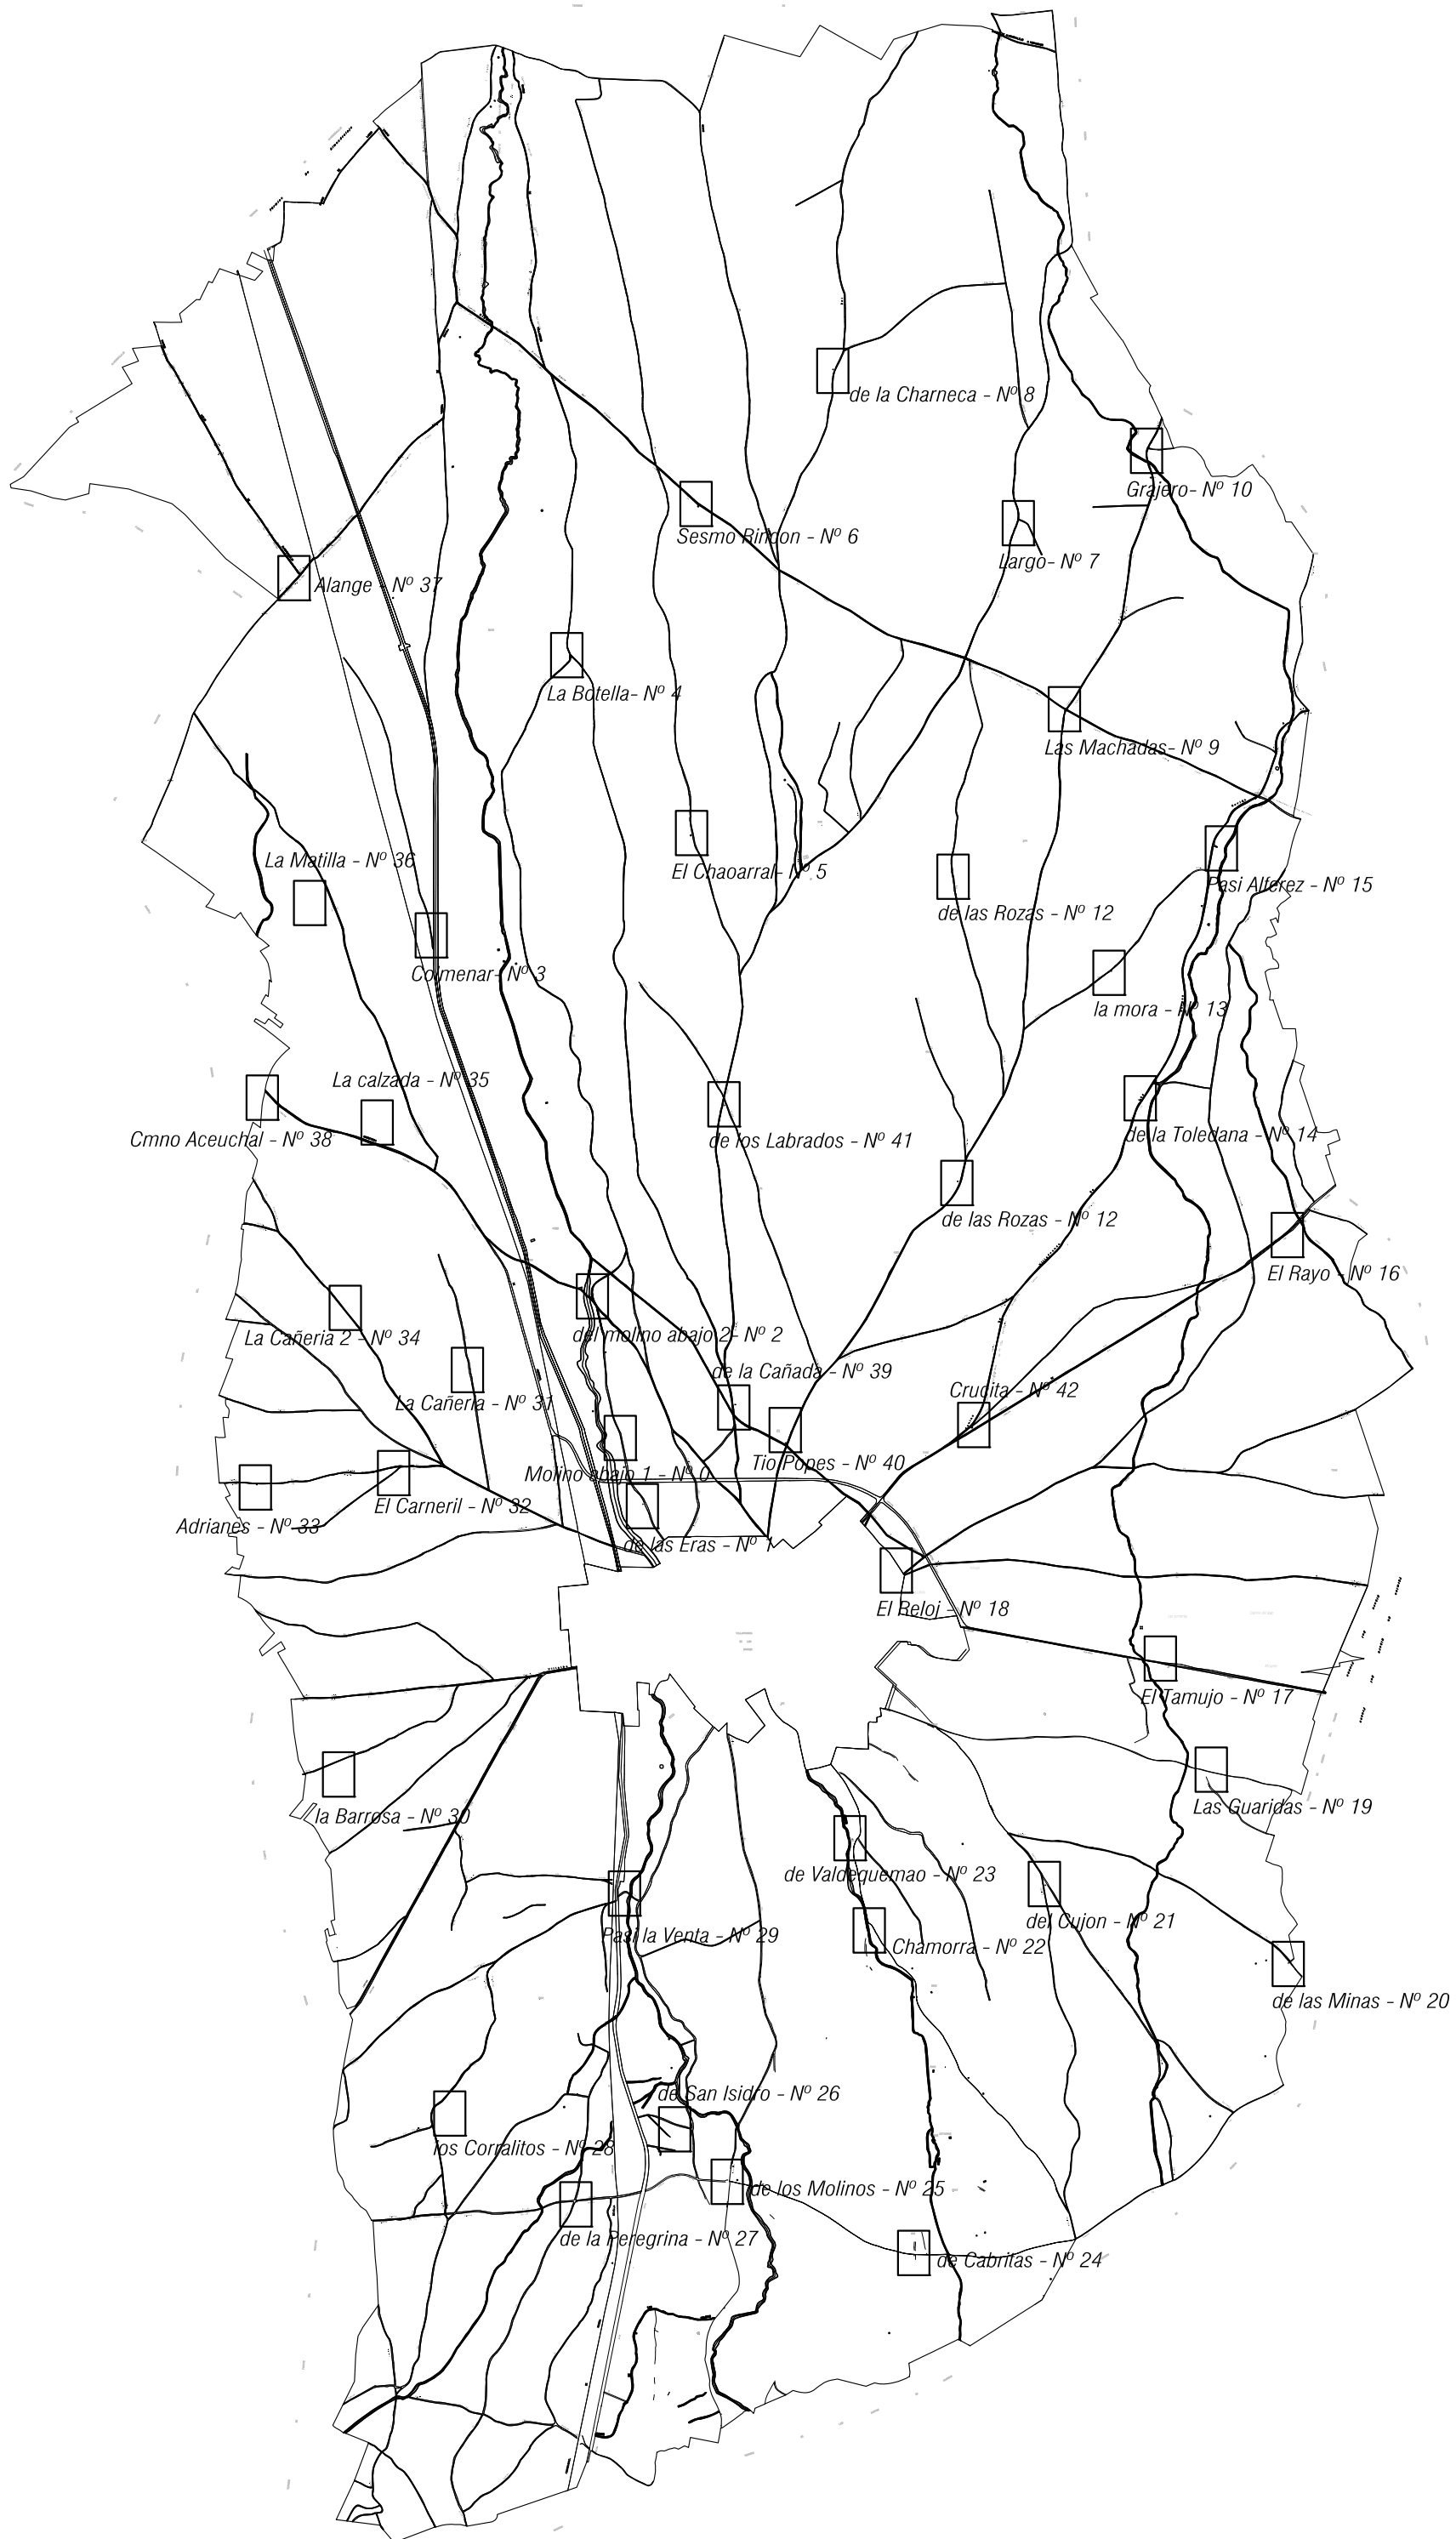 de la Charneca - Nº 8
Grajero- Nº 10
Sesmo Rincon - Nº 6
Largo- Nº 7
Alange - Nº 37
La Botella- Nº 4
Las Machadas- Nº 9
La Matilla - Nº 36
El Chaoarral- Nº 5
Pasi Alferez - Nº 15
de las Rozas - Nº 12
Colmenar- Nº 3
la mora - Nº 13
La calzada - Nº 35
Cmno Aceuchal - Nº 38
de los Labrados - Nº 41
de la Toledana - Nº 14
de las Rozas - Nº 12
El Rayo - Nº 16
La Cañeria 2 - Nº 34
del molino abajo 2- Nº 2
de la Cañada - Nº 39
Crucita - Nº 42
La Cañeria - Nº 31
Tio Popes - Nº 40
Molino abajo 1 - Nº 0
El Carneril - Nº 32
Adrianes - Nº 33
de las Eras - Nº 1
El Reloj - Nº 18
El Tamujo - Nº 17
Las Guaridas - Nº 19
la Barrosa - Nº 30
de Valdequemao - Nº 23
del Cujon - Nº 21
Pasi la Venta - Nº 29
Chamorra - Nº 22
de las Minas - Nº 20
de San Isidro - Nº 26
los Corralitos - Nº 28
de los Molinos - Nº 25
de la Peregrina - Nº 27
de Cabritas - Nº 24